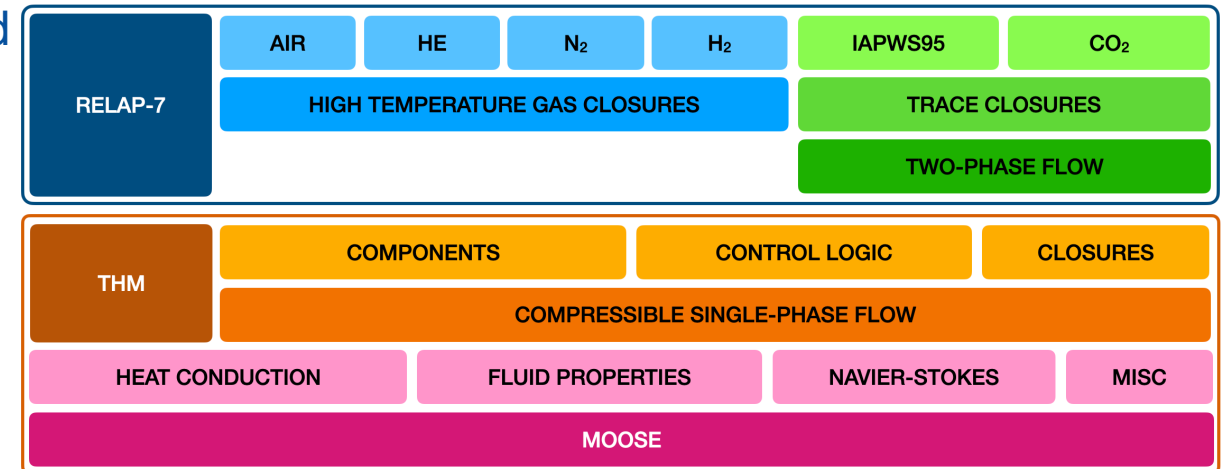 d
RELAP-7
AIR
HE
N₂
H₂
IAPWS95
CO₂
HIGH TEMPERATURE GAS CLOSURES
TRACE CLOSURES
TWO-PHASE FLOW
THM
COMPONENTS
CONTROL LOGIC
CLOSURES
COMPRESSIBLE SINGLE-PHASE FLOW
HEAT CONDUCTION
FLUID PROPERTIES
NAVIER-STOKES
MISC
MOOSE